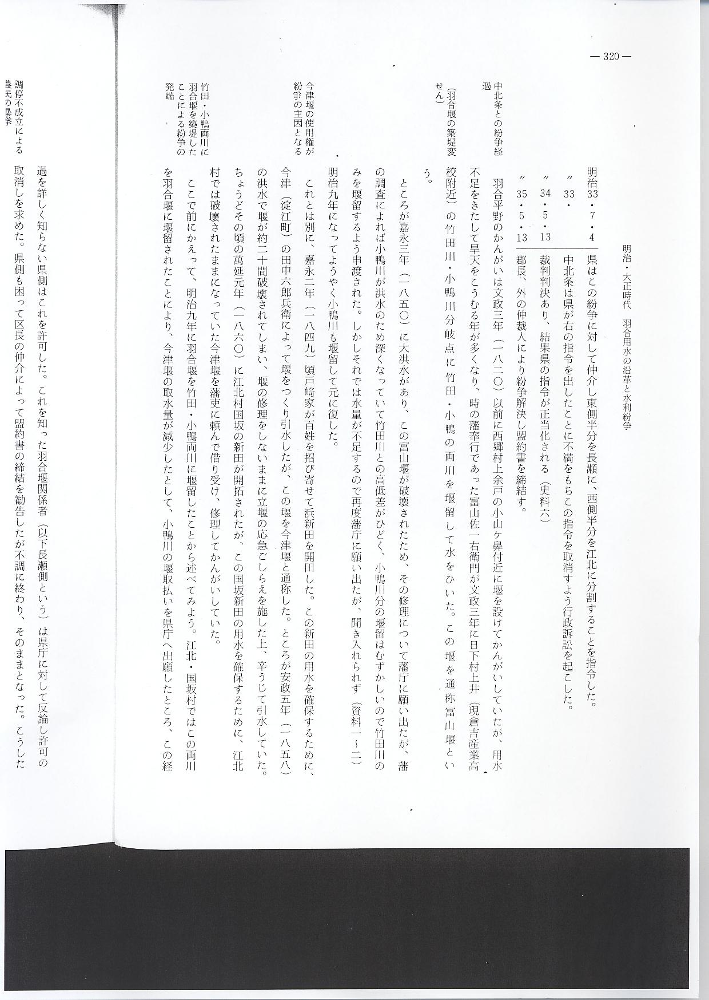 ― 320 ―
明治・大正時代　羽合用水の沿革と水利紛争
明治33・7・4　県はこの紛争に対して仲介し東側半分を長瀬に、西側半分を江北に分割することを指令した。
〃　33・　中北条は県が右の指令を出したことに不満をもちこの指令を取消すよう行政訴訟を起こした。
〃　34・5・13　裁判判決あり、結果県の指令が正当化される（史料六）
〃　35・5・13　郡長、外の仲裁人により紛争解決し盟約書を締結す。
中北条との紛争経
過
羽合平野のかんがいは文政三年（一八二〇）以前に西郷村上余戸の小山ヶ鼻付近に堰を設けてかんがいしていたが、用水
不足をきたして旱天をこうむる年が多くなり、時の藩奉行であった富山佐一右衛門が文政三年に日下村上井（現倉吉産業高
（羽合堰の築堤変
せん）
校附近）の竹田川・小鴨川分岐点に竹田・小鴨の両川を堰留して水をひいた。この堰を通称富山堰とい
う。
ところが嘉永三年（一八五〇）に大洪水があり、この富山堰が破壊されたため、その修理について藩庁に願い出たが、藩
の調査によれば小鴨川が洪水のため深くなっていて竹田川との高低差がひどく、小鴨川分の堰留はむずかしいので竹田川の
みを堰留するよう申渡された。しかしそれでは水量が不足するので再度藩庁に願い出たが、聞き入れられず（資料一〜二）
明治九年になってようやく小鴨川も堰留して元に復した。
今津堰の使用権が
紛争の主因となる
これとは別に、嘉永二年（一八四九）頃戸崎家が百姓を招び寄せて浜新田を開田した。この新田の用水を確保するために、
今津（淀江町）の田中六郎兵衛によって堰をつくり引水したが、この堰を今津堰と通称した。ところが安政五年（一八五八）
の洪水で堰が約二十間破壊されてしまい、堰の修理をしないままに立堰の応急ごしらえを施した上、辛うじて引水していた。
ちょうどその頃の萬延元年（一八六〇）に江北村国坂の新田が開拓されたが、この国坂新田の用水を確保するために、江北
村では破壊されたままになっていた今津堰を藩吏に頼んで借り受け、修理してかんがいしていた。
竹田・小鴨両川に
羽合堰を築堤した
ことによる紛争の
発端
ここで前にかえって、明治九年に羽合堰を竹田・小鴨両川に堰留したことから述べてみよう。江北・国坂村ではこの両川
を羽合堰に堰留されたことにより、今津堰の取水量が減少したとして、小鴨川の堰取払いを県庁へ出願したところ、この経
過を詳しく知らない県側はこれを許可した。これを知った羽合堰関係者（以下長瀬側という）は県庁に対して反論し許可の
調停不成立による
農民の暴挙
取消しを求めた。県側も困って区長の仲介によって盟約書の締結を勧告したが不調に終わり、そのままとなった。こうした